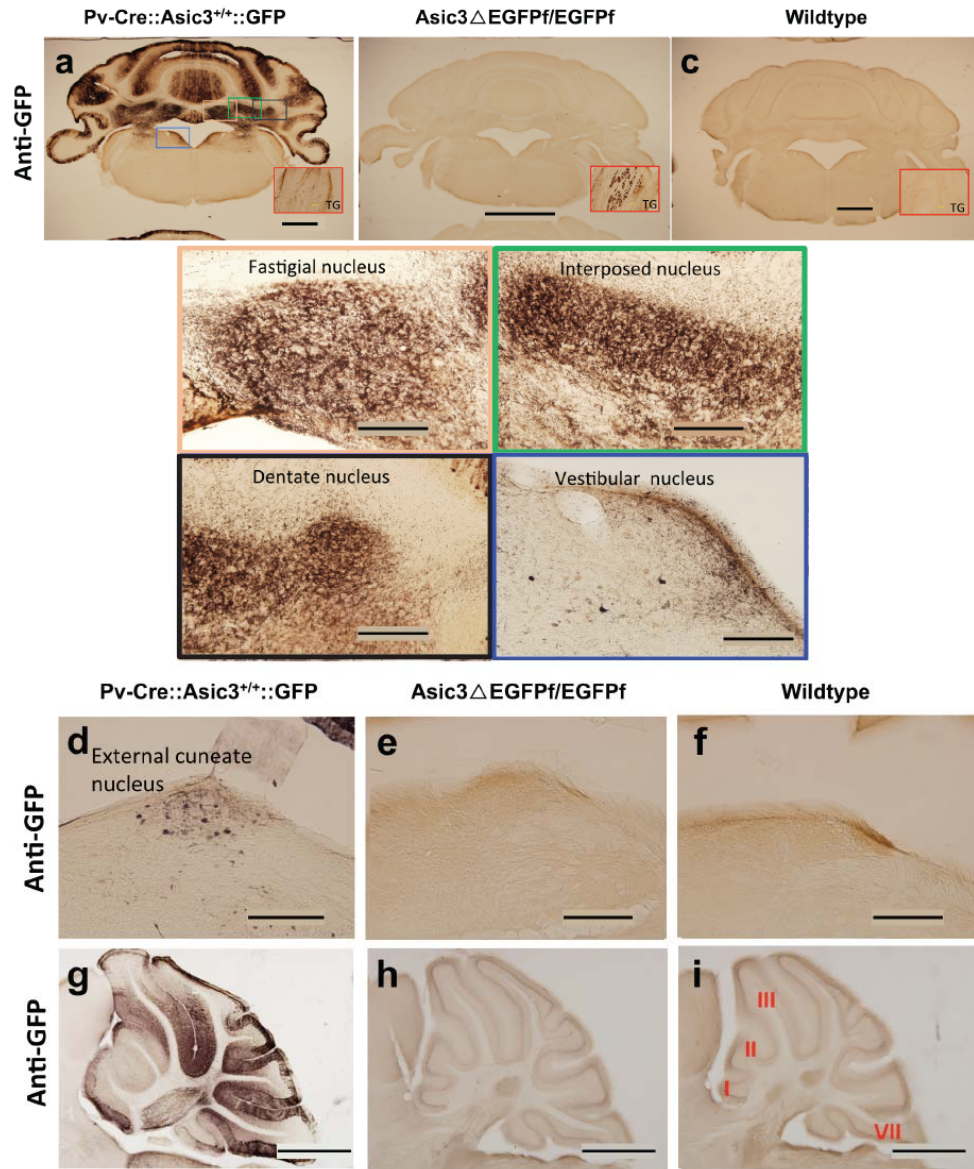 Pv-Cre::Asic3+/+::GFP
Asic3△EGFPf/EGFPf
Wildtype
Anti-GFP
a
c
TG
TG
TG
Fastigial nucleus
Interposed nucleus
Dentate nucleus
Vestibular nucleus
Pv-Cre::Asic3+/+::GFP
Asic3△EGFPf/EGFPf
Wildtype
Anti-GFP
d
External cuneate
nucleus
e
f
Anti-GFP
g
h
i
III
II
I
VII